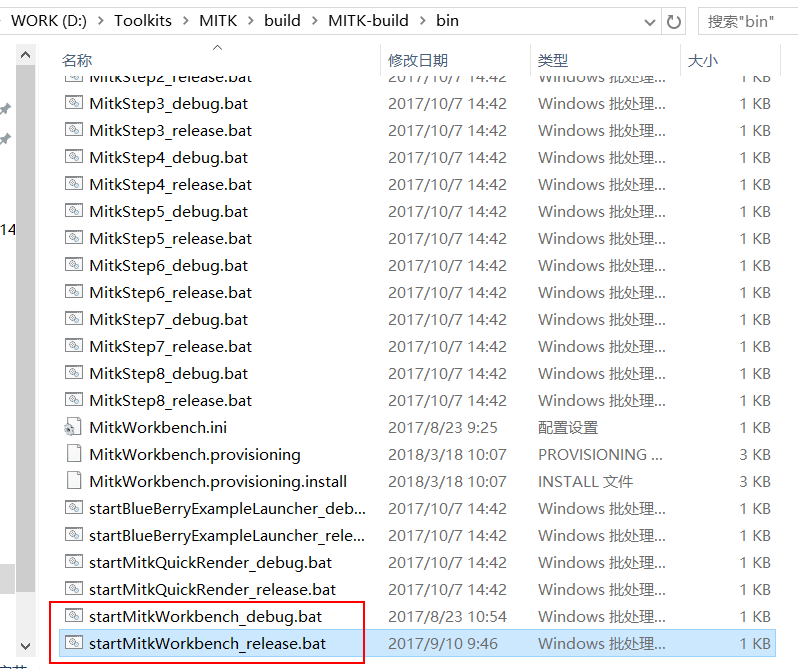 WORK (D:) > Toolkits > MITK > build > MITK-build > bin 搜索"bin"
名称 修改日期 类型 大小
MitkStep2_release.bat 2017/10/7 14:42 Windows 批处理... 1 KB
MitkStep3_debug.bat 2017/10/7 14:42 Windows 批处理... 1 KB
MitkStep3_release.bat 2017/10/7 14:42 Windows 批处理... 1 KB
MitkStep4_debug.bat 2017/10/7 14:42 Windows 批处理... 1 KB
MitkStep4_release.bat 2017/10/7 14:42 Windows 批处理... 1 KB
MitkStep5_debug.bat 2017/10/7 14:42 Windows 批处理... 1 KB
14
MitkStep5_release.bat 2017/10/7 14:42 Windows 批处理... 1 KB
MitkStep6_debug.bat 2017/10/7 14:42 Windows 批处理... 1 KB
MitkStep6_release.bat 2017/10/7 14:42 Windows 批处理... 1 KB
MitkStep7_debug.bat 2017/10/7 14:42 Windows 批处理... 1 KB
MitkStep7_release.bat 2017/10/7 14:42 Windows 批处理... 1 KB
MitkStep8_debug.bat 2017/10/7 14:42 Windows 批处理... 1 KB
MitkStep8_release.bat 2017/10/7 14:42 Windows 批处理... 1 KB
MitkWorkbench.ini 2017/8/23 9:25 配置设置 1 KB
MitkWorkbench.provisioning 2018/3/18 10:07 PROVISIONING ... 3 KB
MitkWorkbench.provisioning.install 2018/3/18 10:07 INSTALL 文件 3 KB
startBlueBerryExampleLauncher_deb... 2017/10/7 14:42 Windows 批处理... 1 KB
startBlueBerryExampleLauncher_rele... 2017/10/7 14:42 Windows 批处理... 1 KB
startMitkQuickRender_debug.bat 2017/10/7 14:42 Windows 批处理... 1 KB
startMitkQuickRender_release.bat 2017/10/7 14:42 Windows 批处理... 1 KB
startMitkWorkbench_debug.bat 2017/8/23 10:54 Windows 批处理... 1 KB
startMitkWorkbench_release.bat 2017/9/10 9:46 Windows 批处理... 1 KB